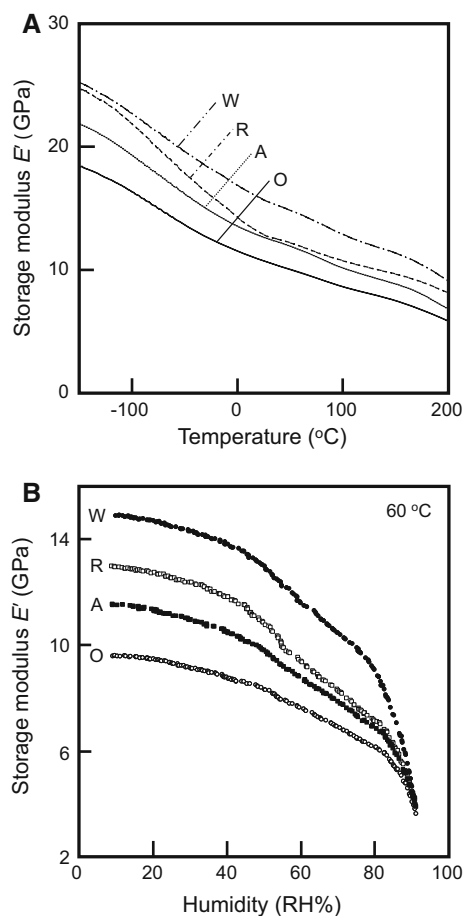 A
Storage modulus E' (GPa)
30
20
10
0
W
R
A
O
-100
0
100
200
Temperature (°C)
B
Storage modulus E' (GPa)
60 °C
14
10
6
2
W
R
A
O
0
20
40
60
80
100
Humidity (RH%)